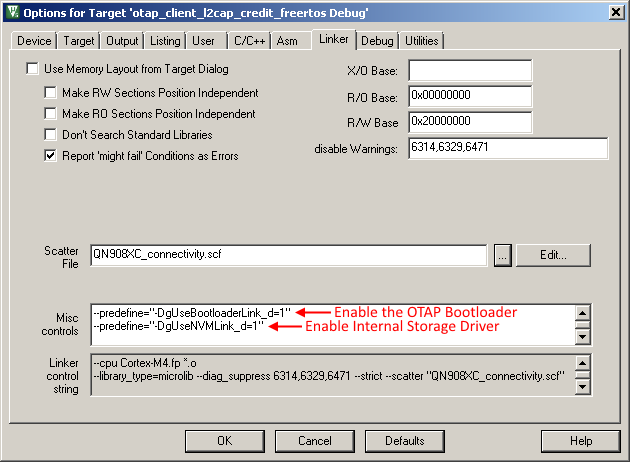 Options for Target 'otap_client_l2cap_credit_freertos Debug'
Device Target Output Listing User C/C++ Asm Linker Debug Utilities
Use Memory Layout from Target Dialog
Make RW Sections Position Independent
Make RO Sections Position Independent
Don't Search Standard Libraries
Report 'might fail' Conditions as Errors
X/O Base:
R/O Base: 0x00000000
R/W Base 0x20000000
disable Warnings: 6314,6329,6471
Scatter
File
QN908XC_connectivity.scf
... Edit...
Misc
controls
--predefine="-DgUseBootloaderLink_d=1" Enable the OTAP Bootloader
--predefine="-DgUseNVMLink_d=1" Enable Internal Storage Driver
Linker
control
string
--cpu Cortex-M4.fp *.o
--library_type=microlib --diag_suppress 6314,6329,6471 --strict --scatter "QN908XC_connectivity.scf"
OK Cancel Defaults Help